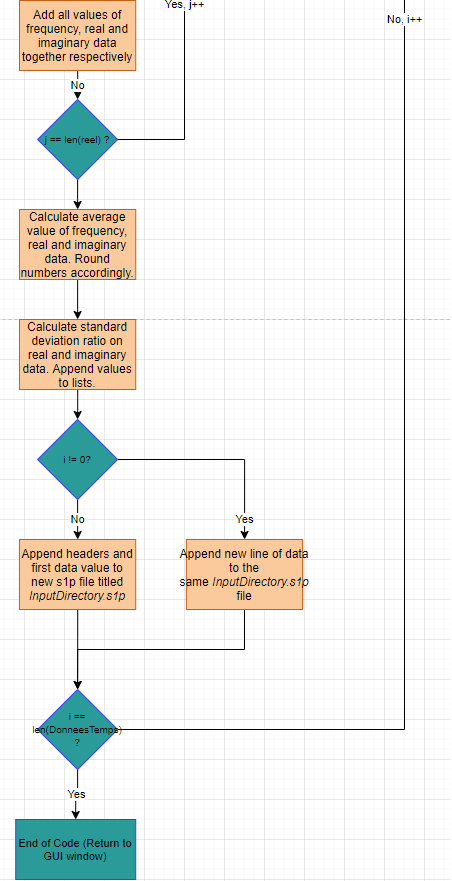 Yes, j++
Add all values of
frequency, real and
imaginary data
together respectively
No, i++
No
j == len(reel) ?
Calculate average
value of frequency,
real and imaginary
data. Round
numbers accordingly.
Calculate standard
deviation ratio on
real and imaginary
data. Append values
to lists.
i != 0?
No
Yes
Append headers and
first data value to
new s1p file titled
InputDirectory.s1p
Append new line of data
to the
same InputDirectory.s1p
file
i ==
len(DonneesTemps)
?
Yes
End of Code (Return to
GUI window)